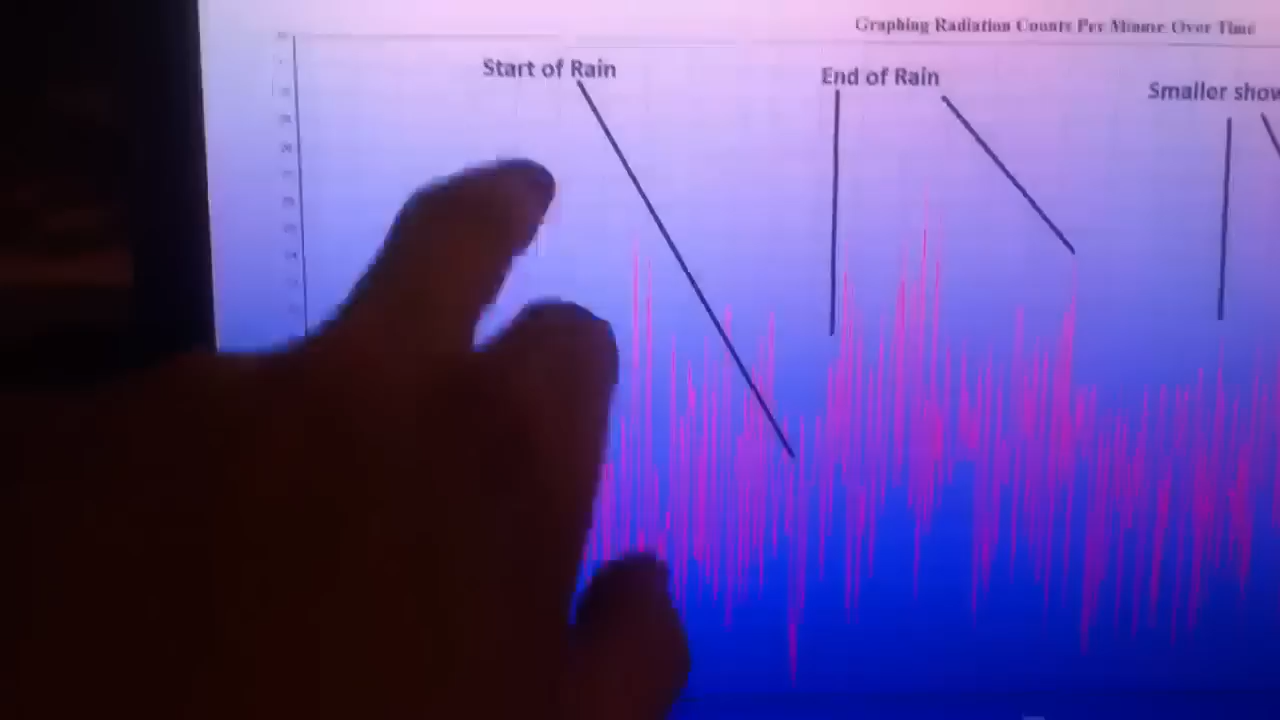 Graphing Radiation Counts Per Minute Over Time
Start of Rain
End of Rain
Smaller show